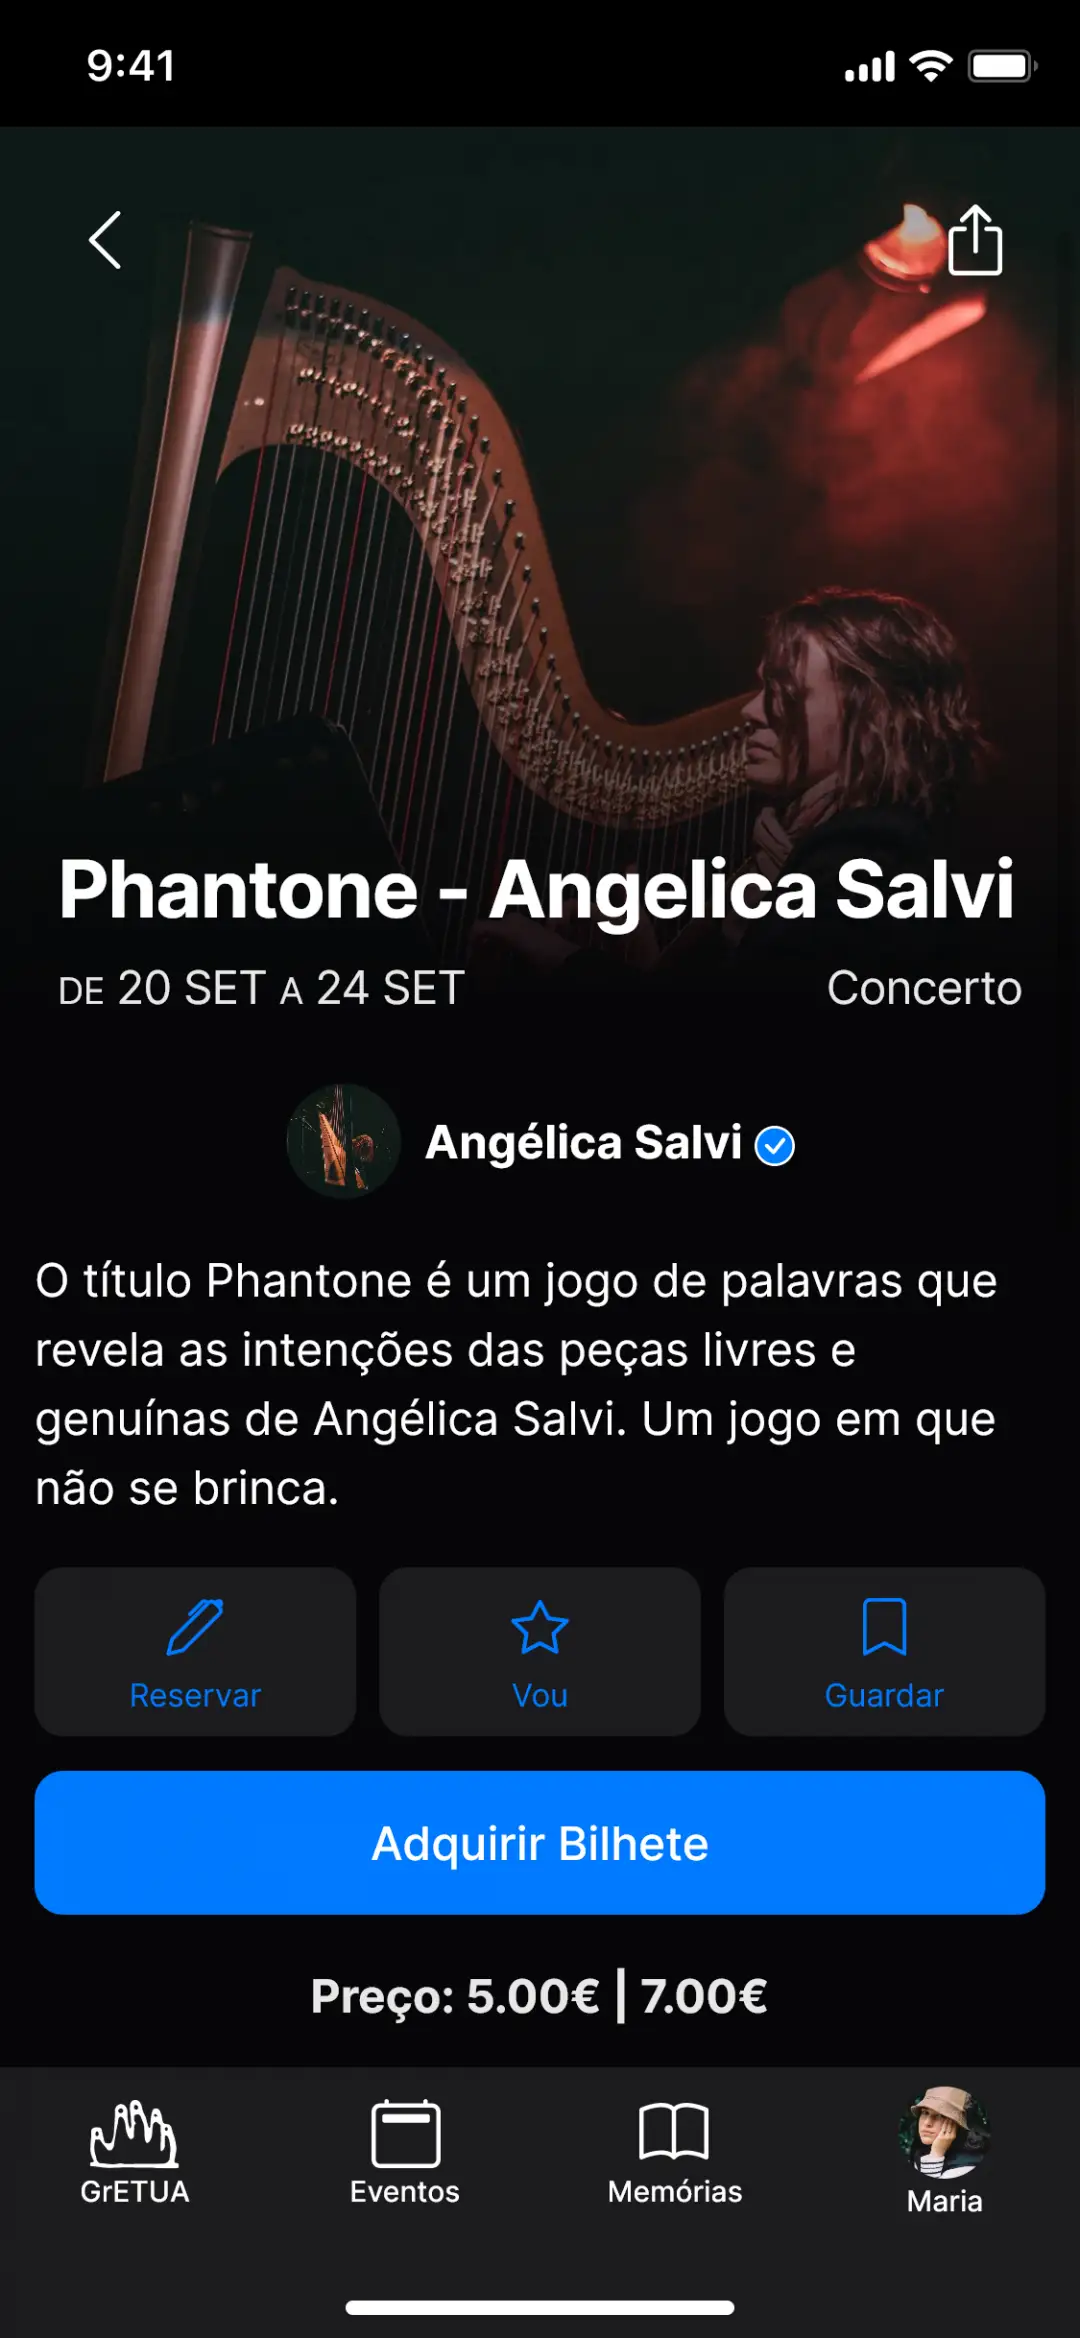 9:41
Phantone - Angelica Salvi
DE 20 SET A 24 SET
Concerto
Angélica Salvi
O título Phantone é um jogo de palavras que
revela as intenções das peças livres e
genuínas de Angélica Salvi. Um jogo em que
não se brinca.
Reservar
Vou
Guardar
Adquirir Bilhete
Preço: 5.00€ | 7.00€
GrETUA
Eventos
Memórias
Maria